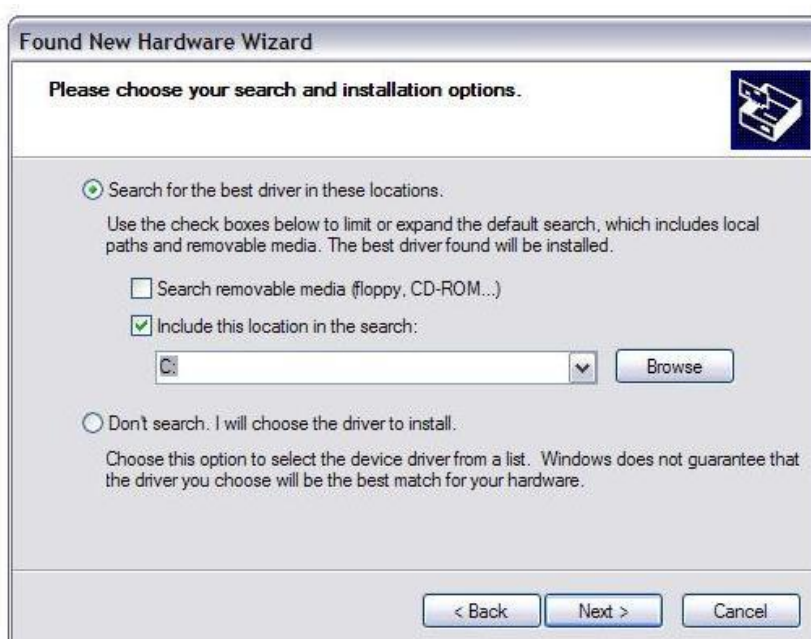 Found New Hardware Wizard
Please choose your search and installation options.
Search for the best driver in these locations.
Use the check boxes below to limit or expand the default search, which includes local
paths and removable media. The best driver found will be installed.
Search removable media (floppy, CD-ROM...)
Include this location in the search:
C:
Browse
Don't search. I will choose the driver to install.
Choose this option to select the device driver from a list.  Windows does not guarantee that
the driver you choose will be the best match for your hardware.
< Back
Next >
Cancel